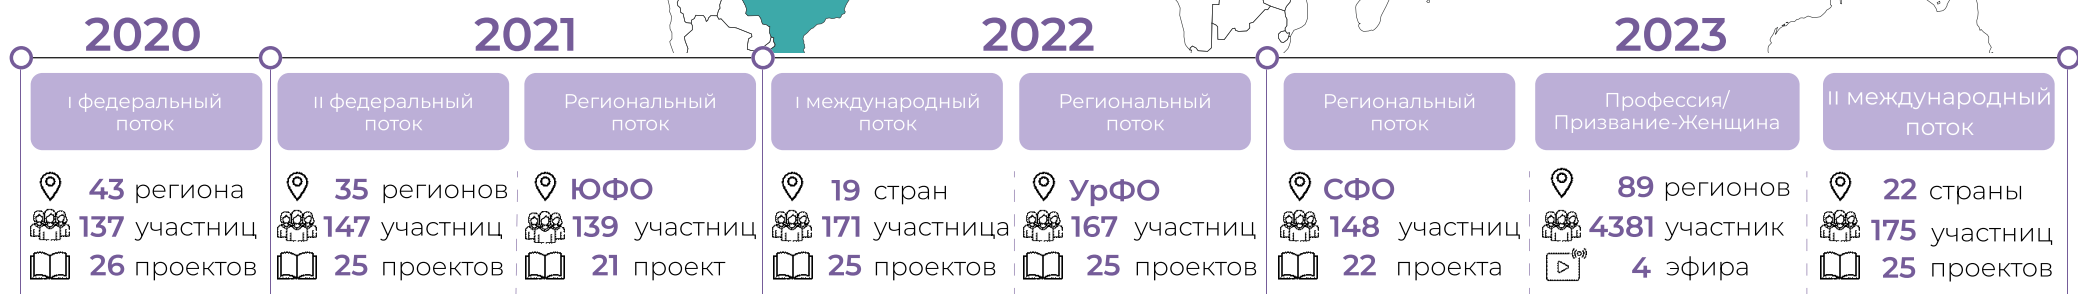 2020
2021
2022
2023
I федеральный
поток
II федеральный
поток
Региональный
поток
I международный
поток
Региональный
поток
Региональный
поток
Профессия/
Призвание-Женщина
II международный
поток
43 региона
137 участниц
26 проектов
35 регионов
147 участниц
25 проектов
ЮФО
139 участниц
21 проект
19 стран
171 участница
25 проектов
УрФО
167 участниц
25 проектов
СФО
148 участниц
22 проекта
89 регионов
4381 участник
4 эфира
22 страны
175 участниц
25 проектов